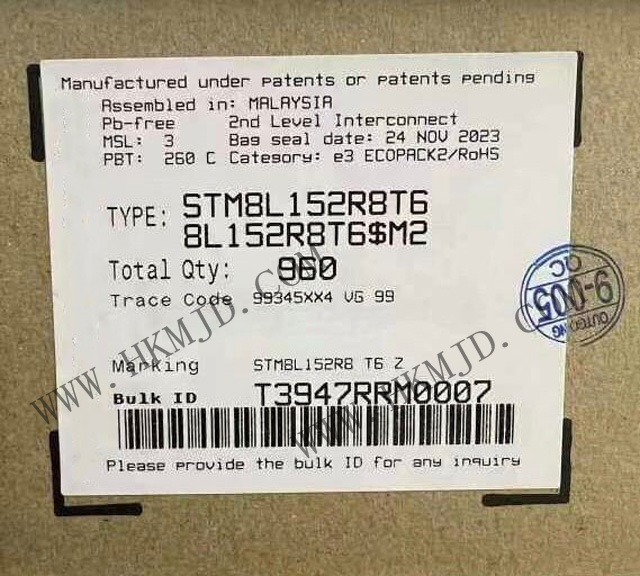 Manufactured under patents or patents pending
Assembled in: MALAYSIA
Pb-free 2nd Level Interconnect
MSL: 3 Bag seal date: 24 NOV 2023
PBT: 260 C Category: e3 ECOPACK2/RoHS
TYPE: STM8L152R8T6
8L152R8T6$M2
Total Qty: 960
Trace Code 99345XX4 VG 99
Marking STM8L152R8 T6 Z
Bulk ID T3947RRM0007
Please provide the bulk ID for any inquiry
OUTGOING
9-005
QC
WWW.HKMJD.COM
WWW.HKMJD.C